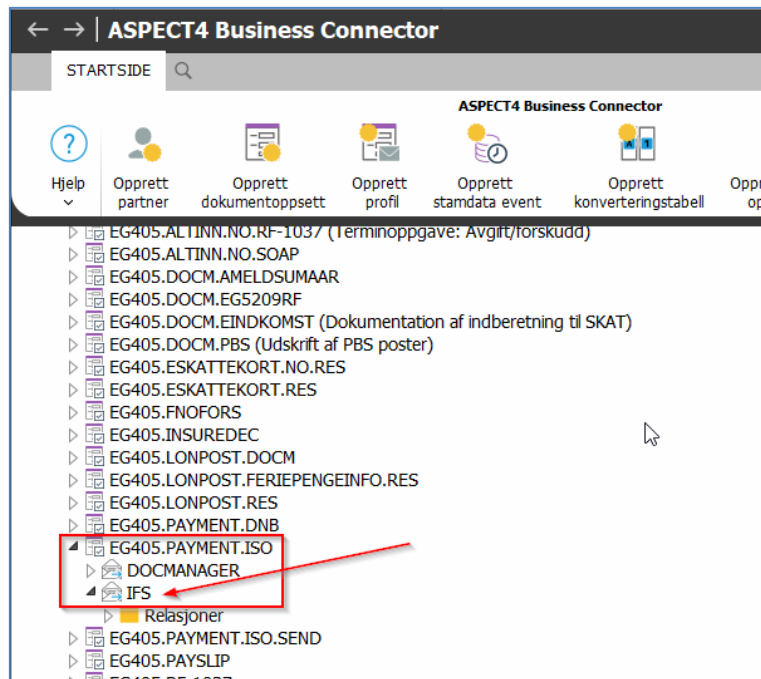 ← → | ASPECT4 Business Connector
STARTSIDE
ASPECT4 Business Connector
?
Hjelp
Opprett partner
Opprett dokumentoppsett
Opprett profil
Opprett stamdata event
A 1
Opprett konverteringstabell
Oppr
op
EG405.ALTINN.NO.RF-1037 (Terminoppgave: Avgift/forskudd)
EG405.ALTINN.NO.SOAP
EG405.DOCM.AMELDSUMAAR
EG405.DOCM.EG5209RF
EG405.DOCM.EINDKOMST (Dokumentation af indberetning til SKAT)
EG405.DOCM.PBS (Udskrift af PBS poster)
EG405.ESKATTEKORT.NO.RES
EG405.ESKATTEKORT.RES
EG405.FNOFORS
EG405.INSUREDEC
EG405.LONPOST.DOCM
EG405.LONPOST.FERIEPENGEINFO.RES
EG405.LONPOST.RES
EG405.PAYMENT.DNB
EG405.PAYMENT.ISO
DOCMANAGER
IFS
Relasjoner
EG405.PAYMENT.ISO.SEND
EG405.PAYSLIP